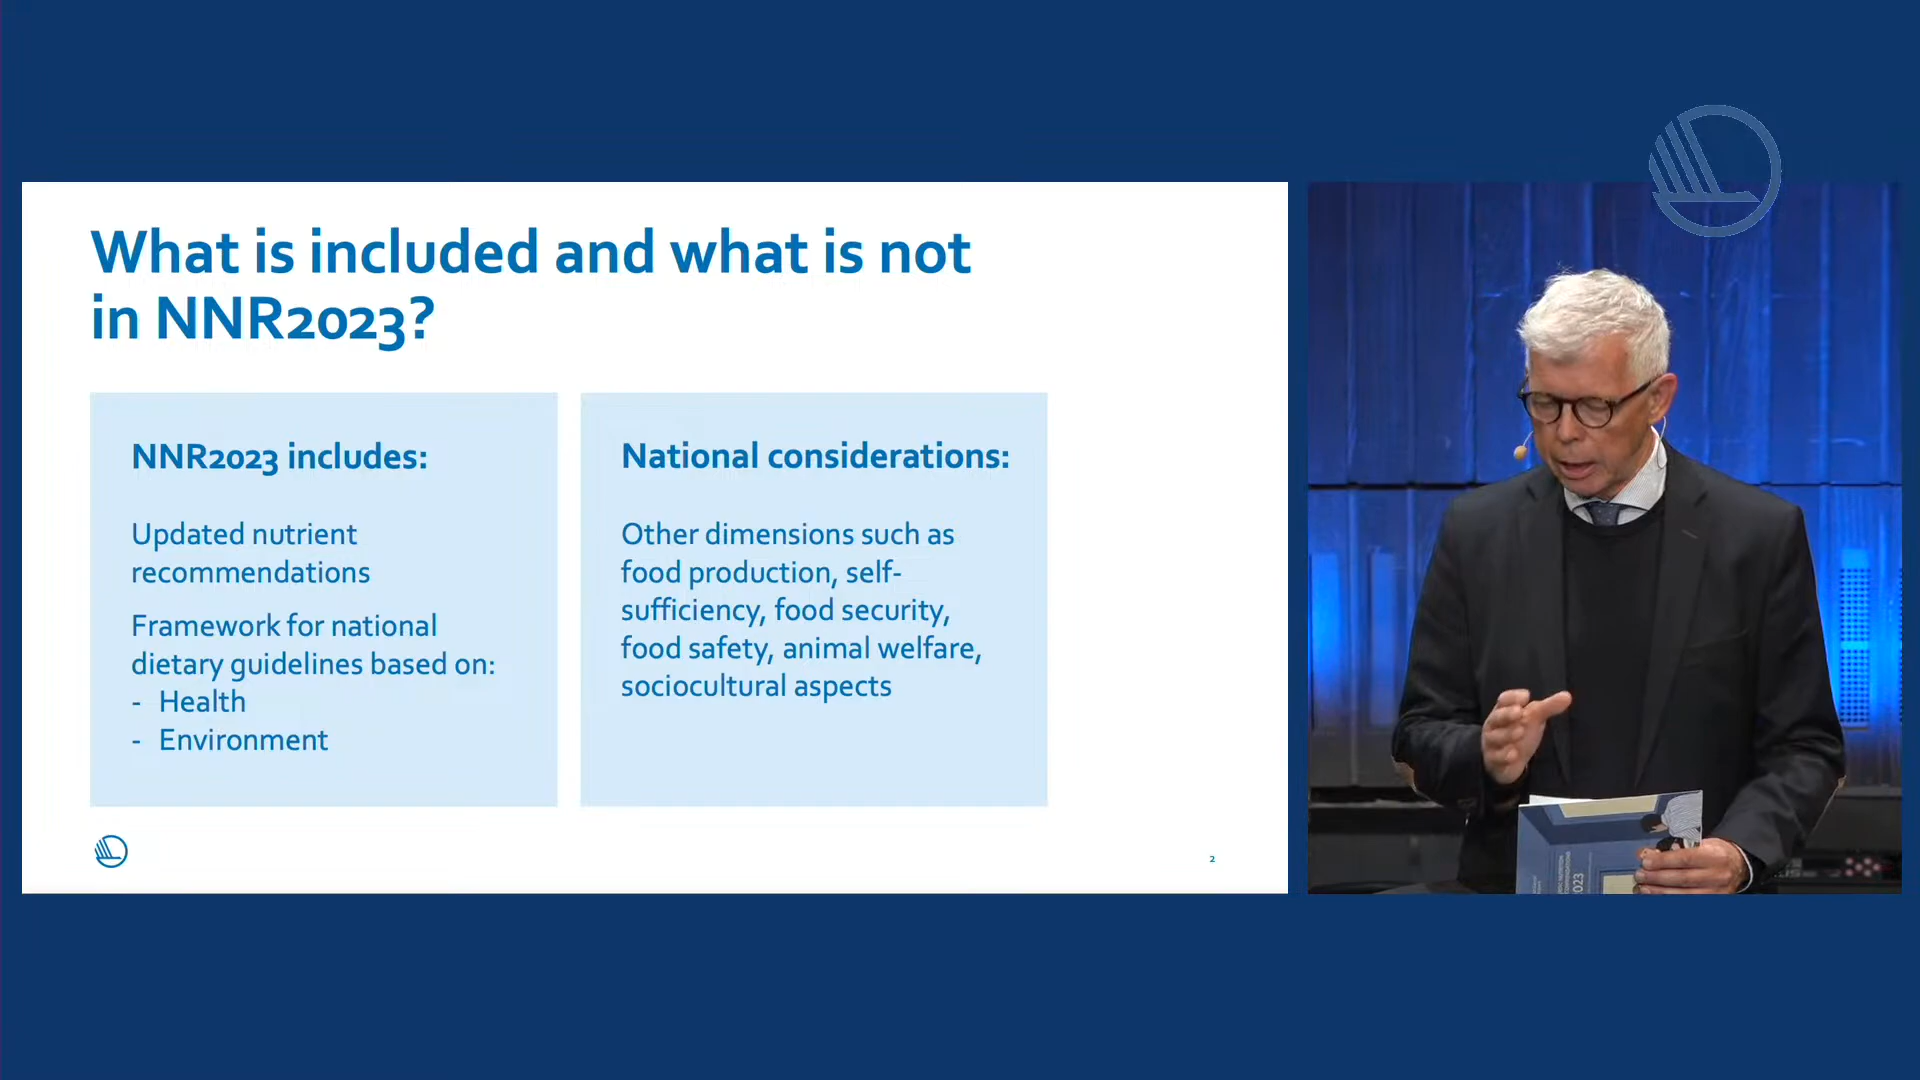 What is included and what is not
in NNR2023?
NNR2023 includes:
Updated nutrient
recommendations
Framework for national
dietary guidelines based on:
- Health
- Environment
National considerations:
Other dimensions such as
food production, self-
sufficiency, food security,
food safety, animal welfare,
sociocultural aspects
2
2023